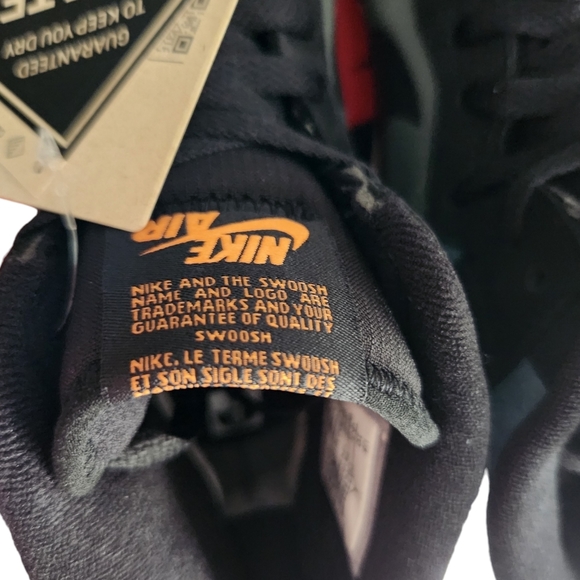 GUARANTEED
TO KEEP YOU DRY
NIKE
AIR
NIKE AND THE SWOOSH
NAME AND LOGO ARE
TRADEMARKS AND YOUR
GUARANTEE OF QUALITY
SWOOSH
NIKE, LE TERME SWOOSH
ET SON SIGLE SONT DES